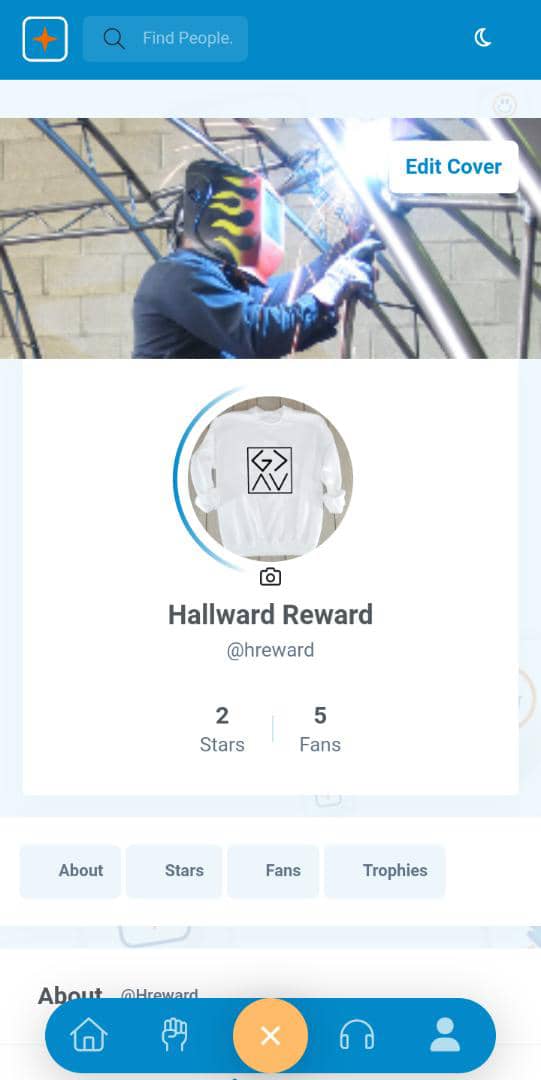 Find People.
Edit Cover
Hallward Reward
@hreward
2 5
Stars Fans
About Stars Fans Trophies
About @Hreward